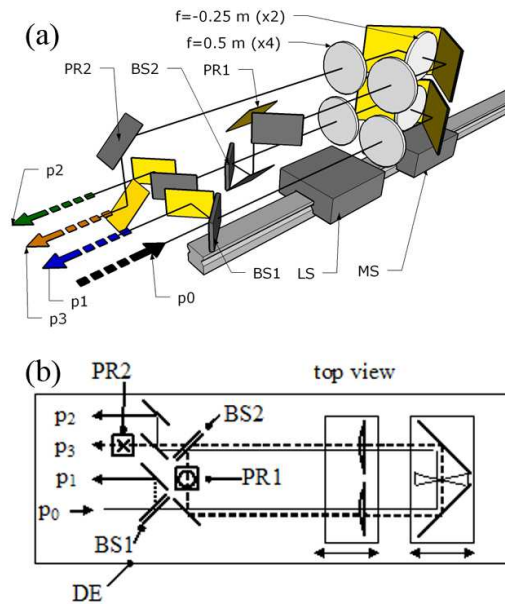 (a)
f=-0.25 m (x2)
f=0.5 m (x4)
PR2
BS2
PR1
p2
p3
p1
p0
BS1
LS
MS
(b)
top view
PR2
p₂
BS2
p₃
p₁
PR1
p₀
BS1
DE